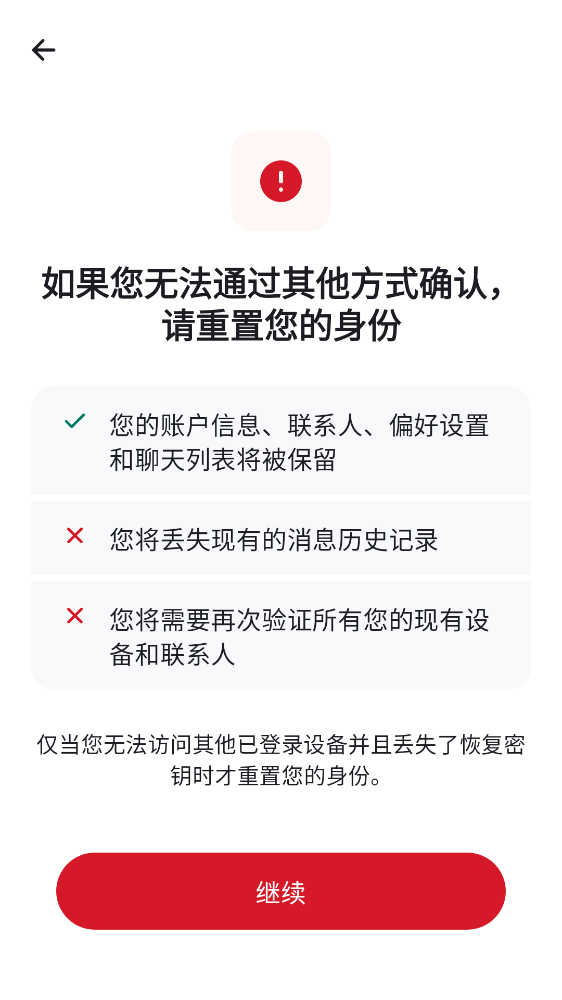 如果您无法通过其他方式确认，
请重置您的身份
您的账户信息、联系人、偏好设置
和聊天列表将被保留
您将丢失现有的消息历史记录
您将需要再次验证所有您的现有设
备和联系人
仅当您无法访问其他已登录设备并且丢失了恢复密
钥时才重置您的身份。
继续